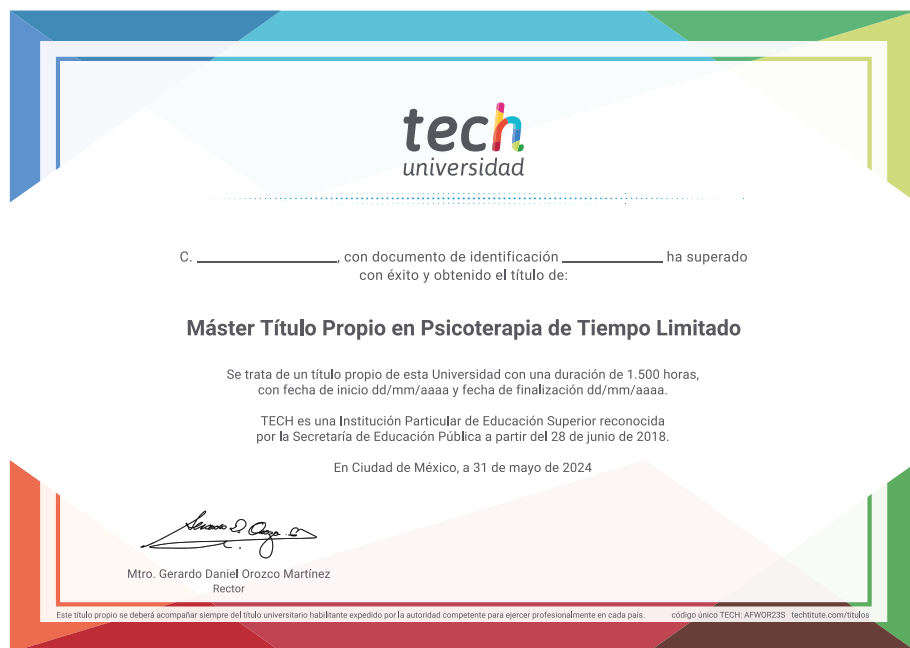 tech
universidad
C. ____________________, con documento de identificación ______________ ha superado
con éxito y obtenido el título de:
Máster Título Propio en Psicoterapia de Tiempo Limitado
Se trata de un título propio de esta Universidad con una duración de 1.500 horas,
con fecha de inicio dd/mm/aaaa y fecha de finalización dd/mm/aaaa.
TECH es una Institución Particular de Educación Superior reconocida
por la Secretaría de Educación Pública a partir del 28 de junio de 2018.
En Ciudad de México, a 31 de mayo de 2024
Mtro. Gerardo Daniel Orozco Martínez
Rector
Este título propio se deberá acompañar siempre del título universitario habilitante expedido por la autoridad competente para ejercer profesionalmente en cada país. código único TECH: AFWOR23S techtitute.com/titulos